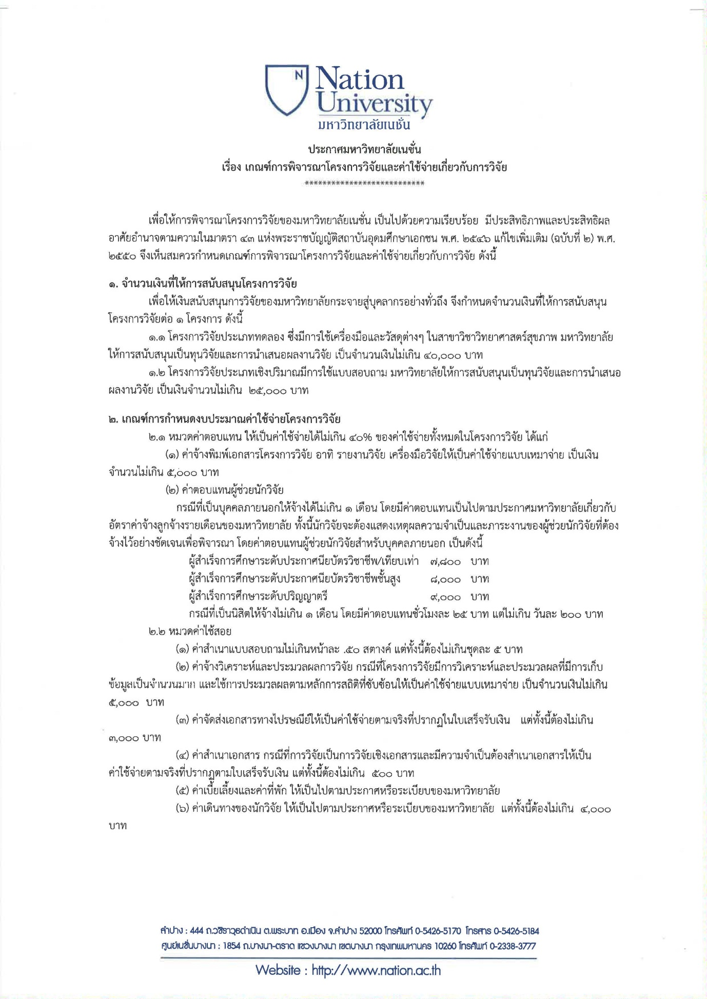 N Nation
University
มหาวิทยาลัยเนชั่น
ประกาศมหาวิทยาลัยเนชั่น
เรื่อง เกณฑ์การพิจารณาโครงการวิจัยและค่าใช้จ่ายเกี่ยวกับการวิจัย
***************************
เพื่อให้การพิจารณาโครงการวิจัยของมหาวิทยาลัยเนชั่น เป็นไปด้วยความเรียบร้อย มีประสิทธิภาพและประสิทธิผล
อาศัยอำนาจตามความในมาตรา ๔๓ แห่งพระราชบัญญัติสถาบันอุดมศึกษาเอกชน พ.ศ. ๒๕๔๖ แก้ไขเพิ่มเติม (ฉบับที่ ๒) พ.ศ.
๒๕๕๐ จึงเห็นสมควรกำหนดเกณฑ์การพิจารณาโครงการวิจัยและค่าใช้จ่ายเกี่ยวกับการวิจัย ดังนี้
๑. จำนวนเงินที่ให้การสนับสนุนโครงการวิจัย
เพื่อให้เงินสนับสนุนการวิจัยของมหาวิทยาลัยกระจายสู่บุคลากรอย่างทั่วถึง จึงกำหนดจำนวนเงินที่ให้การสนับสนุน
โครงการวิจัยต่อ ๑ โครงการ ดังนี้
๑.๑ โครงการวิจัยประเภททดลอง ซึ่งมีการใช้เครื่องมือและวัสดุต่างๆ ในสาขาวิชาวิทยาศาสตร์สุขภาพ มหาวิทยาลัย
ให้การสนับสนุนเป็นทุนวิจัยและการนำเสนอผลงานวิจัย เป็นจำนวนเงินไม่เกิน ๔๐,๐๐๐ บาท
๑.๒ โครงการวิจัยประเภทเชิงปริมาณมีการใช้แบบสอบถาม มหาวิทยาลัยให้การสนับสนุนเป็นทุนวิจัยและการนำเสนอ
ผลงานวิจัย เป็นเงินจำนวนไม่เกิน ๒๕,๐๐๐ บาท
๒. เกณฑ์การกำหนดงบประมาณค่าใช้จ่ายโครงการวิจัย
๒.๑ หมวดค่าตอบแทน ให้เป็นค่าใช้จ่ายได้ไม่เกิน ๔๐% ของค่าใช้จ่ายทั้งหมดในโครงการวิจัย ได้แก่
(๑) ค่าจ้างพิมพ์เอกสารโครงการวิจัย อาทิ รายงานวิจัย เครื่องมือวิจัยให้เป็นค่าใช้จ่ายแบบเหมาจ่าย เป็นเงิน
จำนวนไม่เกิน ๕,๐๐๐ บาท
(๒) ค่าตอบแทนผู้ช่วยนักวิจัย
กรณีที่เป็นบุคคลภายนอกให้จ้างได้ไม่เกิน ๑ เดือน โดยมีค่าตอบแทนเป็นไปตามประกาศมหาวิทยาลัยเกี่ยวกับ
อัตราค่าจ้างลูกจ้างรายเดือนของมหาวิทยาลัย ทั้งนี้นักวิจัยจะต้องแสดงเหตุผลความจำเป็นและภาระงานของผู้ช่วยนักวิจัยที่ต้อง
จ้างไว้อย่างชัดเจนเพื่อพิจารณา โดยค่าตอบแทนผู้ช่วยนักวิจัยสำหรับบุคคลภายนอก เป็นดังนี้
ผู้สำเร็จการศึกษาระดับประกาศนียบัตรวิชาชีพ/เทียบเท่า ๗,๘๐๐ บาท
ผู้สำเร็จการศึกษาระดับประกาศนียบัตรวิชาชีพชั้นสูง ๘,๐๐๐ บาท
ผู้สำเร็จการศึกษาระดับปริญญาตรี ๙,๐๐๐ บาท
กรณีที่เป็นนิสิตให้จ้างไม่เกิน ๑ เดือน โดยมีค่าตอบแทนชั่วโมงละ ๒๕ บาท แต่ไม่เกิน วันละ ๒๐๐ บาท
๒.๒ หมวดค่าใช้สอย
(๑) ค่าสำเนาแบบสอบถามไม่เกินหน้าละ .๕๐ สตางค์ แต่ทั้งนี้ต้องไม่เกินชุดละ ๕ บาท
(๒) ค่าจ้างวิเคราะห์และประมวลผลการวิจัย กรณีที่โครงการวิจัยมีการวิเคราะห์และประมวลผลที่มีการเก็บ
ข้อมูลเป็นจำนวนมาก และใช้การประมวลผลตามหลักการสถิติที่ซับซ้อนให้เป็นค่าใช้จ่ายแบบเหมาจ่าย เป็นจำนวนเงินไม่เกิน
๕,๐๐๐ บาท
(๓) ค่าจัดส่งเอกสารทางไปรษณีย์ให้เป็นค่าใช้จ่ายตามจริงที่ปรากฏในใบเสร็จรับเงิน แต่ทั้งนี้ต้องไม่เกิน
๓,๐๐๐ บาท
(๔) ค่าสำเนาเอกสาร กรณีที่การวิจัยเป็นการวิจัยเชิงเอกสารและมีความจำเป็นต้องสำเนาเอกสารให้เป็น
ค่าใช้จ่ายตามจริงที่ปรากฏตามใบเสร็จรับเงิน แต่ทั้งนี้ต้องไม่เกิน ๕๐๐ บาท
(๕) ค่าเบี้ยเลี้ยงและค่าที่พัก ให้เป็นไปตามประกาศหรือระเบียบของมหาวิทยาลัย
(๖) ค่าเดินทางของนักวิจัย ให้เป็นไปตามประกาศหรือระเบียบของมหาวิทยาลัย แต่ทั้งนี้ต้องไม่เกิน ๔,๐๐๐
บาท
ลำปาง : 444 ถ.วชิราวุธดำเนิน ต.พระบาท อ.เมือง จ.ลำปาง 52000 โทรศัพท์ 0-5426-5170 โทรสาร 0-5426-5184
ศูนย์เนชั่นบางนา : 1854 ถ.บางนา-ตราด แขวงบางนา เขตบางนา กรุงเทพมหานคร 10260 โทรศัพท์ 0-2338-3777
Website : http://www.nation.ac.th